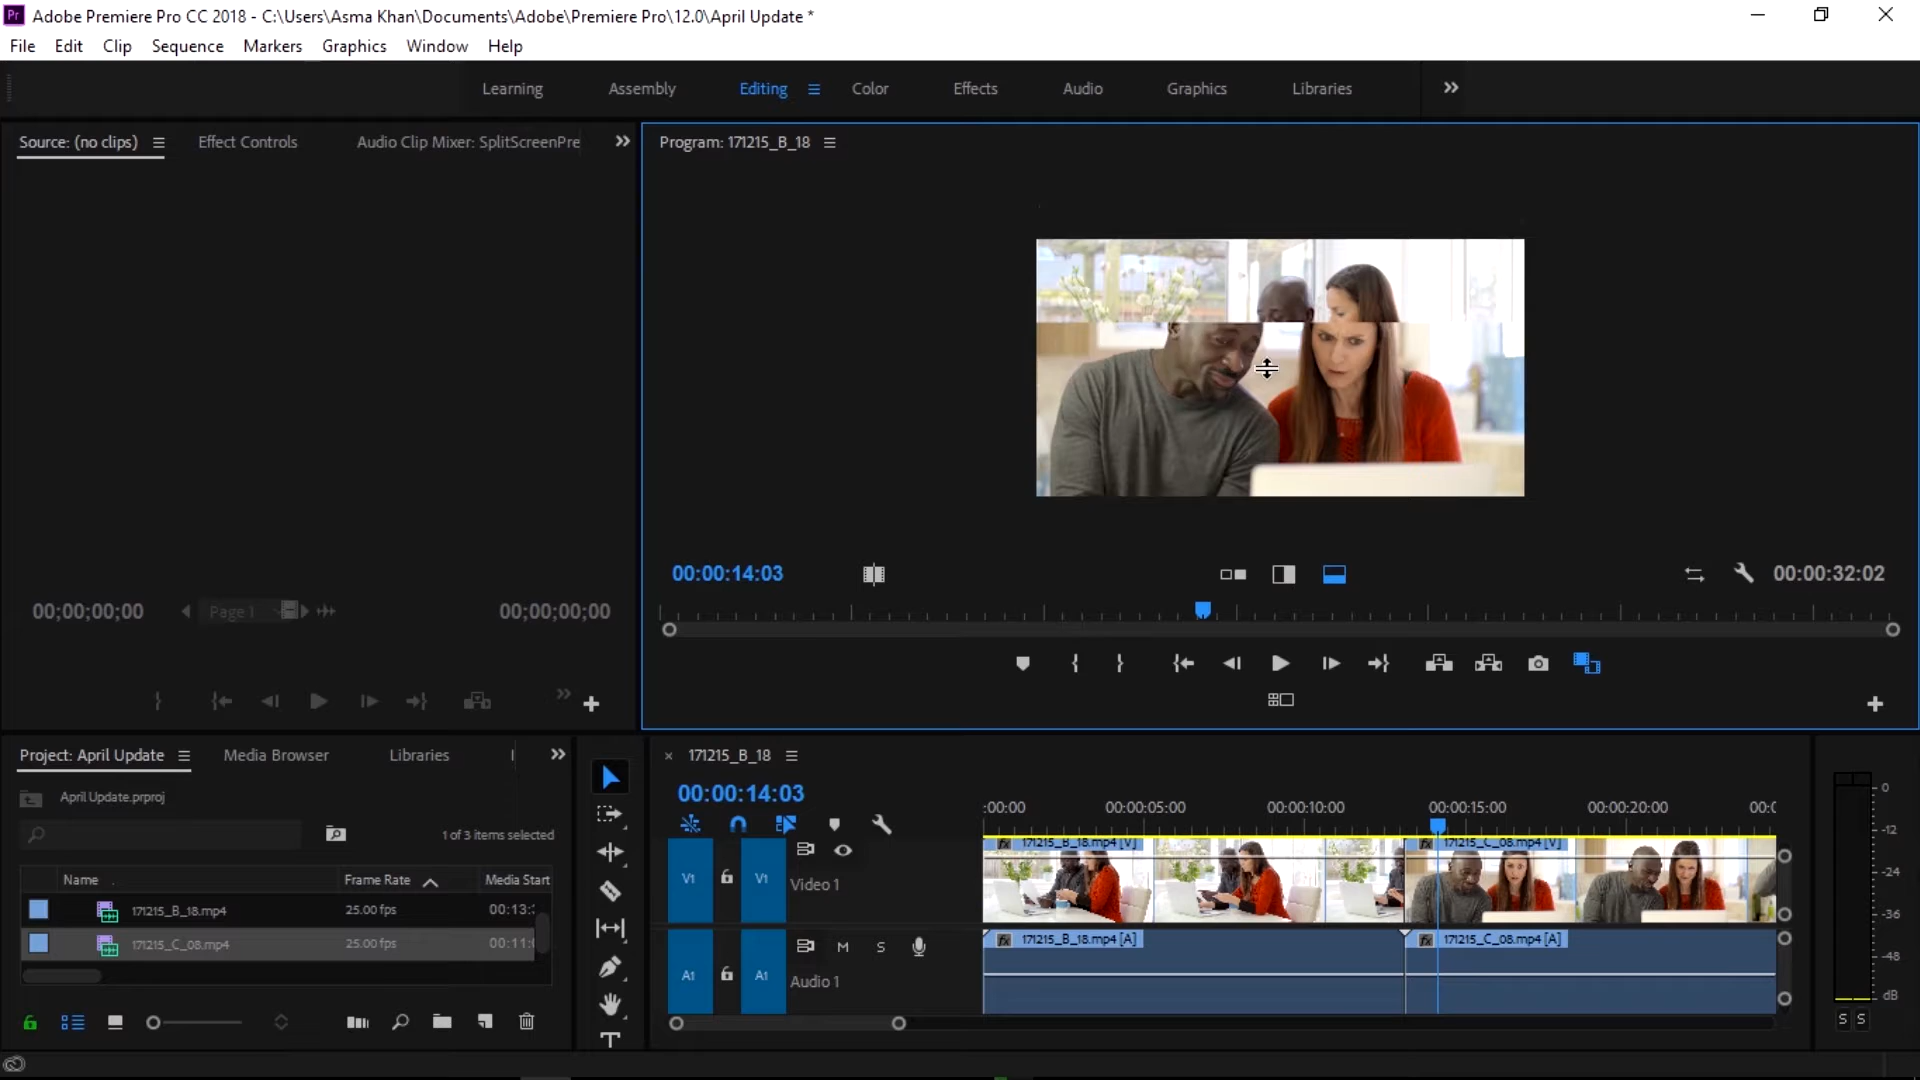 Pr Adobe Premiere Pro CC 2018 - C:\Users\Asma Khan\Documents\Adobe\Premiere Pro\12.0\April Update *
File Edit Clip Sequence Markers Graphics Window Help
Learning Assembly Editing Color Effects Audio Graphics Libraries
Source: (no clips) Effect Controls Audio Clip Mixer: SplitScreenPre
Program: 171215_B_18
00:00:14:03 00:00:32:02
00;00;00;00 Page 1 00;00;00;00
Project: April Update Media Browser Libraries
April Update.prproj
1 of 3 items selected
Name Frame Rate Media Start
171215_B_18.mp4 25.00 fps 00:13:
171215_C_08.mp4 25.00 fps 00:11:
× 171215_B_18
00:00:14:03
:00:00 00:00:05:00 00:00:10:00 00:00:15:00 00:00:20:00 00:0
V1 V1 Video 1
fx 171215_B_18.mp4 [V] fx 171215_C_08.mp4 [V]
A1 A1 M S Audio 1
fx 171215_B_18.mp4 [A] fx 171215_C_08.mp4 [A]
T
0
-12
-24
-36
-48
dB
S S